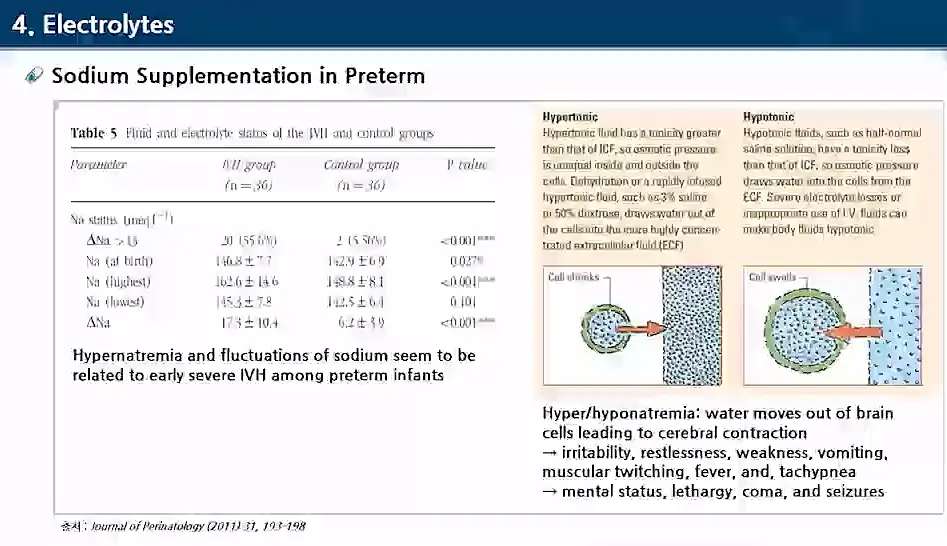 4. Electrolytes
Sodium Supplementation in Preterm
Table 5 Fluid and electrolyte status of the IVH and control groups
Parameter IVH group Control group P value
(n = 36) (n = 36)
Na status (meq l⁻¹)
ΔNa > 13 20 (55.6%) 2 (5.56%) <0.001***
Na (at birth) 146.8 ± 7.7 142.9 ± 6.9 0.027*
Na (highest) 162.6 ± 14.6 148.8 ± 8.1 <0.001***
Na (lowest) 145.3 ± 7.8 142.5 ± 6.4 0.101
ΔNa 17.3 ± 10.4 6.2 ± 3.9 <0.001***
Hypernatremia and fluctuations of sodium seem to be
related to early severe IVH among preterm infants
Hypertonic
Hypertonic fluid has a tonicity greater
than that of ICF, so osmotic pressure
is unequal inside and outside the
cells. Dehydration or a rapidly infused
hypertonic fluid, such as 3% saline
or 50% dextrose, draws water out of
the cells into the more highly concen-
trated extracellular fluid (ECF)
Cell shrinks
Hypotonic
Hypotonic fluids, such as half-normal
saline solution, have a tonicity less
than that of ICF, so osmotic pressure
draws water into the cells from the
ECF. Severe electrolyte losses or
inappropriate use of I.V. fluids can
make body fluids hypotonic
Cell swells
Hyper/hyponatremia: water moves out of brain
cells leading to cerebral contraction
→ irritability, restlessness, weakness, vomiting,
muscular twitching, fever, and, tachypnea
→ mental status, lethargy, coma, and seizures
출처 : Journal of Perinatology (2011) 31, 193-198